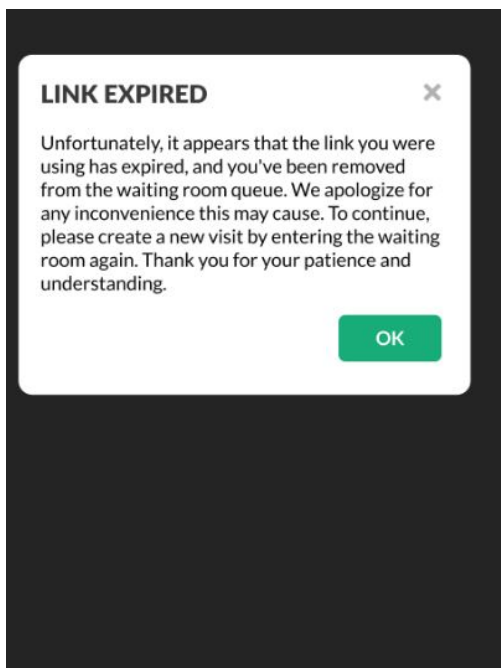 LINK EXPIRED
Unfortunately, it appears that the link you were
using has expired, and you've been removed
from the waiting room queue. We apologize for
any inconvenience this may cause. To continue,
please create a new visit by entering the waiting
room again. Thank you for your patience and
understanding.
OK